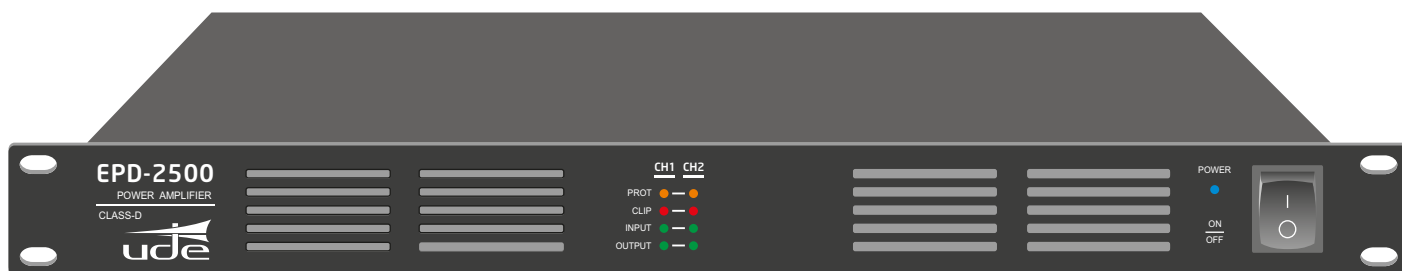 EPD-2500
POWER AMPLIFIER
CLASS-D
ude
CH1 CH2
PROT
CLIP
INPUT
OUTPUT
POWER
ON
OFF